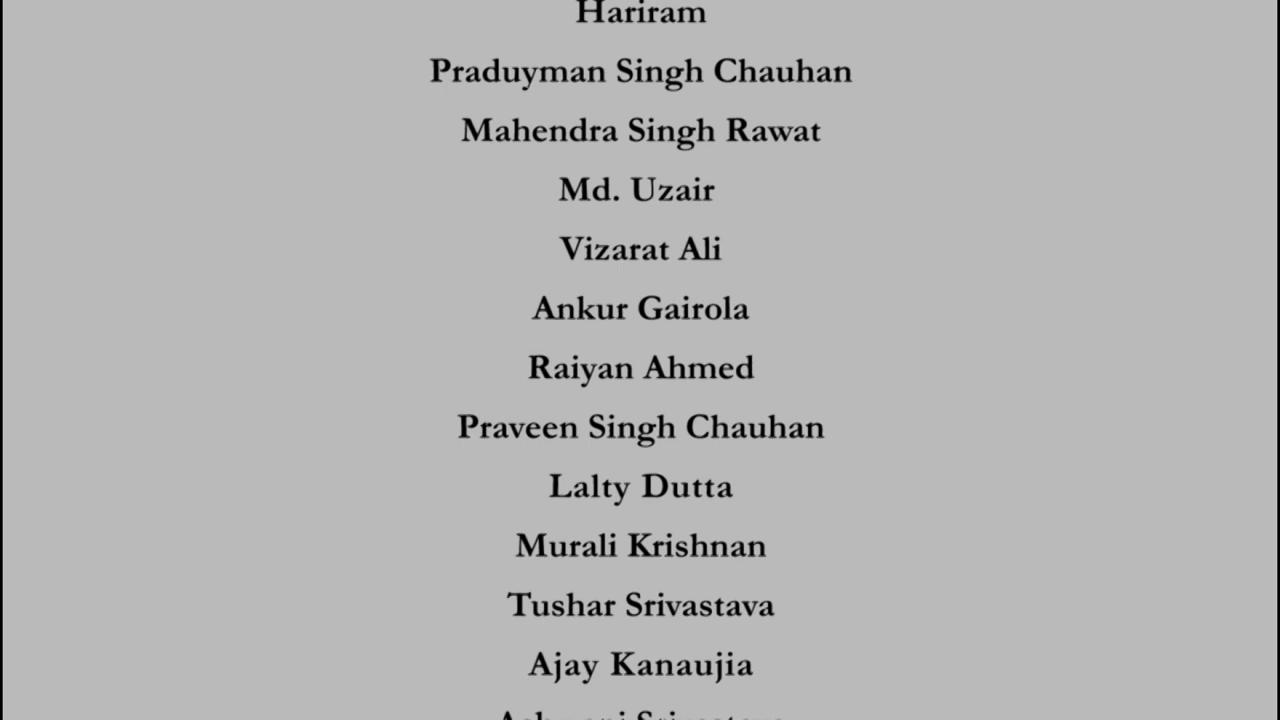 Hariram
Praduyman Singh Chauhan
Mahendra Singh Rawat
Md. Uzair
Vizarat Ali
Ankur Gairola
Raiyan Ahmed
Praveen Singh Chauhan
Lalty Dutta
Murali Krishnan
Tushar Srivastava
Ajay Kanaujia